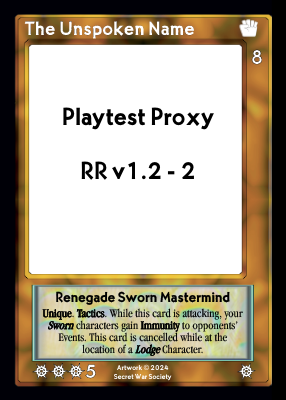 The Unspoken Name
8
Playtest Proxy
RR v1.2 - 2
Renegade Sworn Mastermind
Unique. Tactics. While this card is attacking, your
Sworn characters gain Immunity to opponents'
Events. This card is cancelled while at the
location of a Lodge Character.
5
Artwork © 2024
Secret War Society